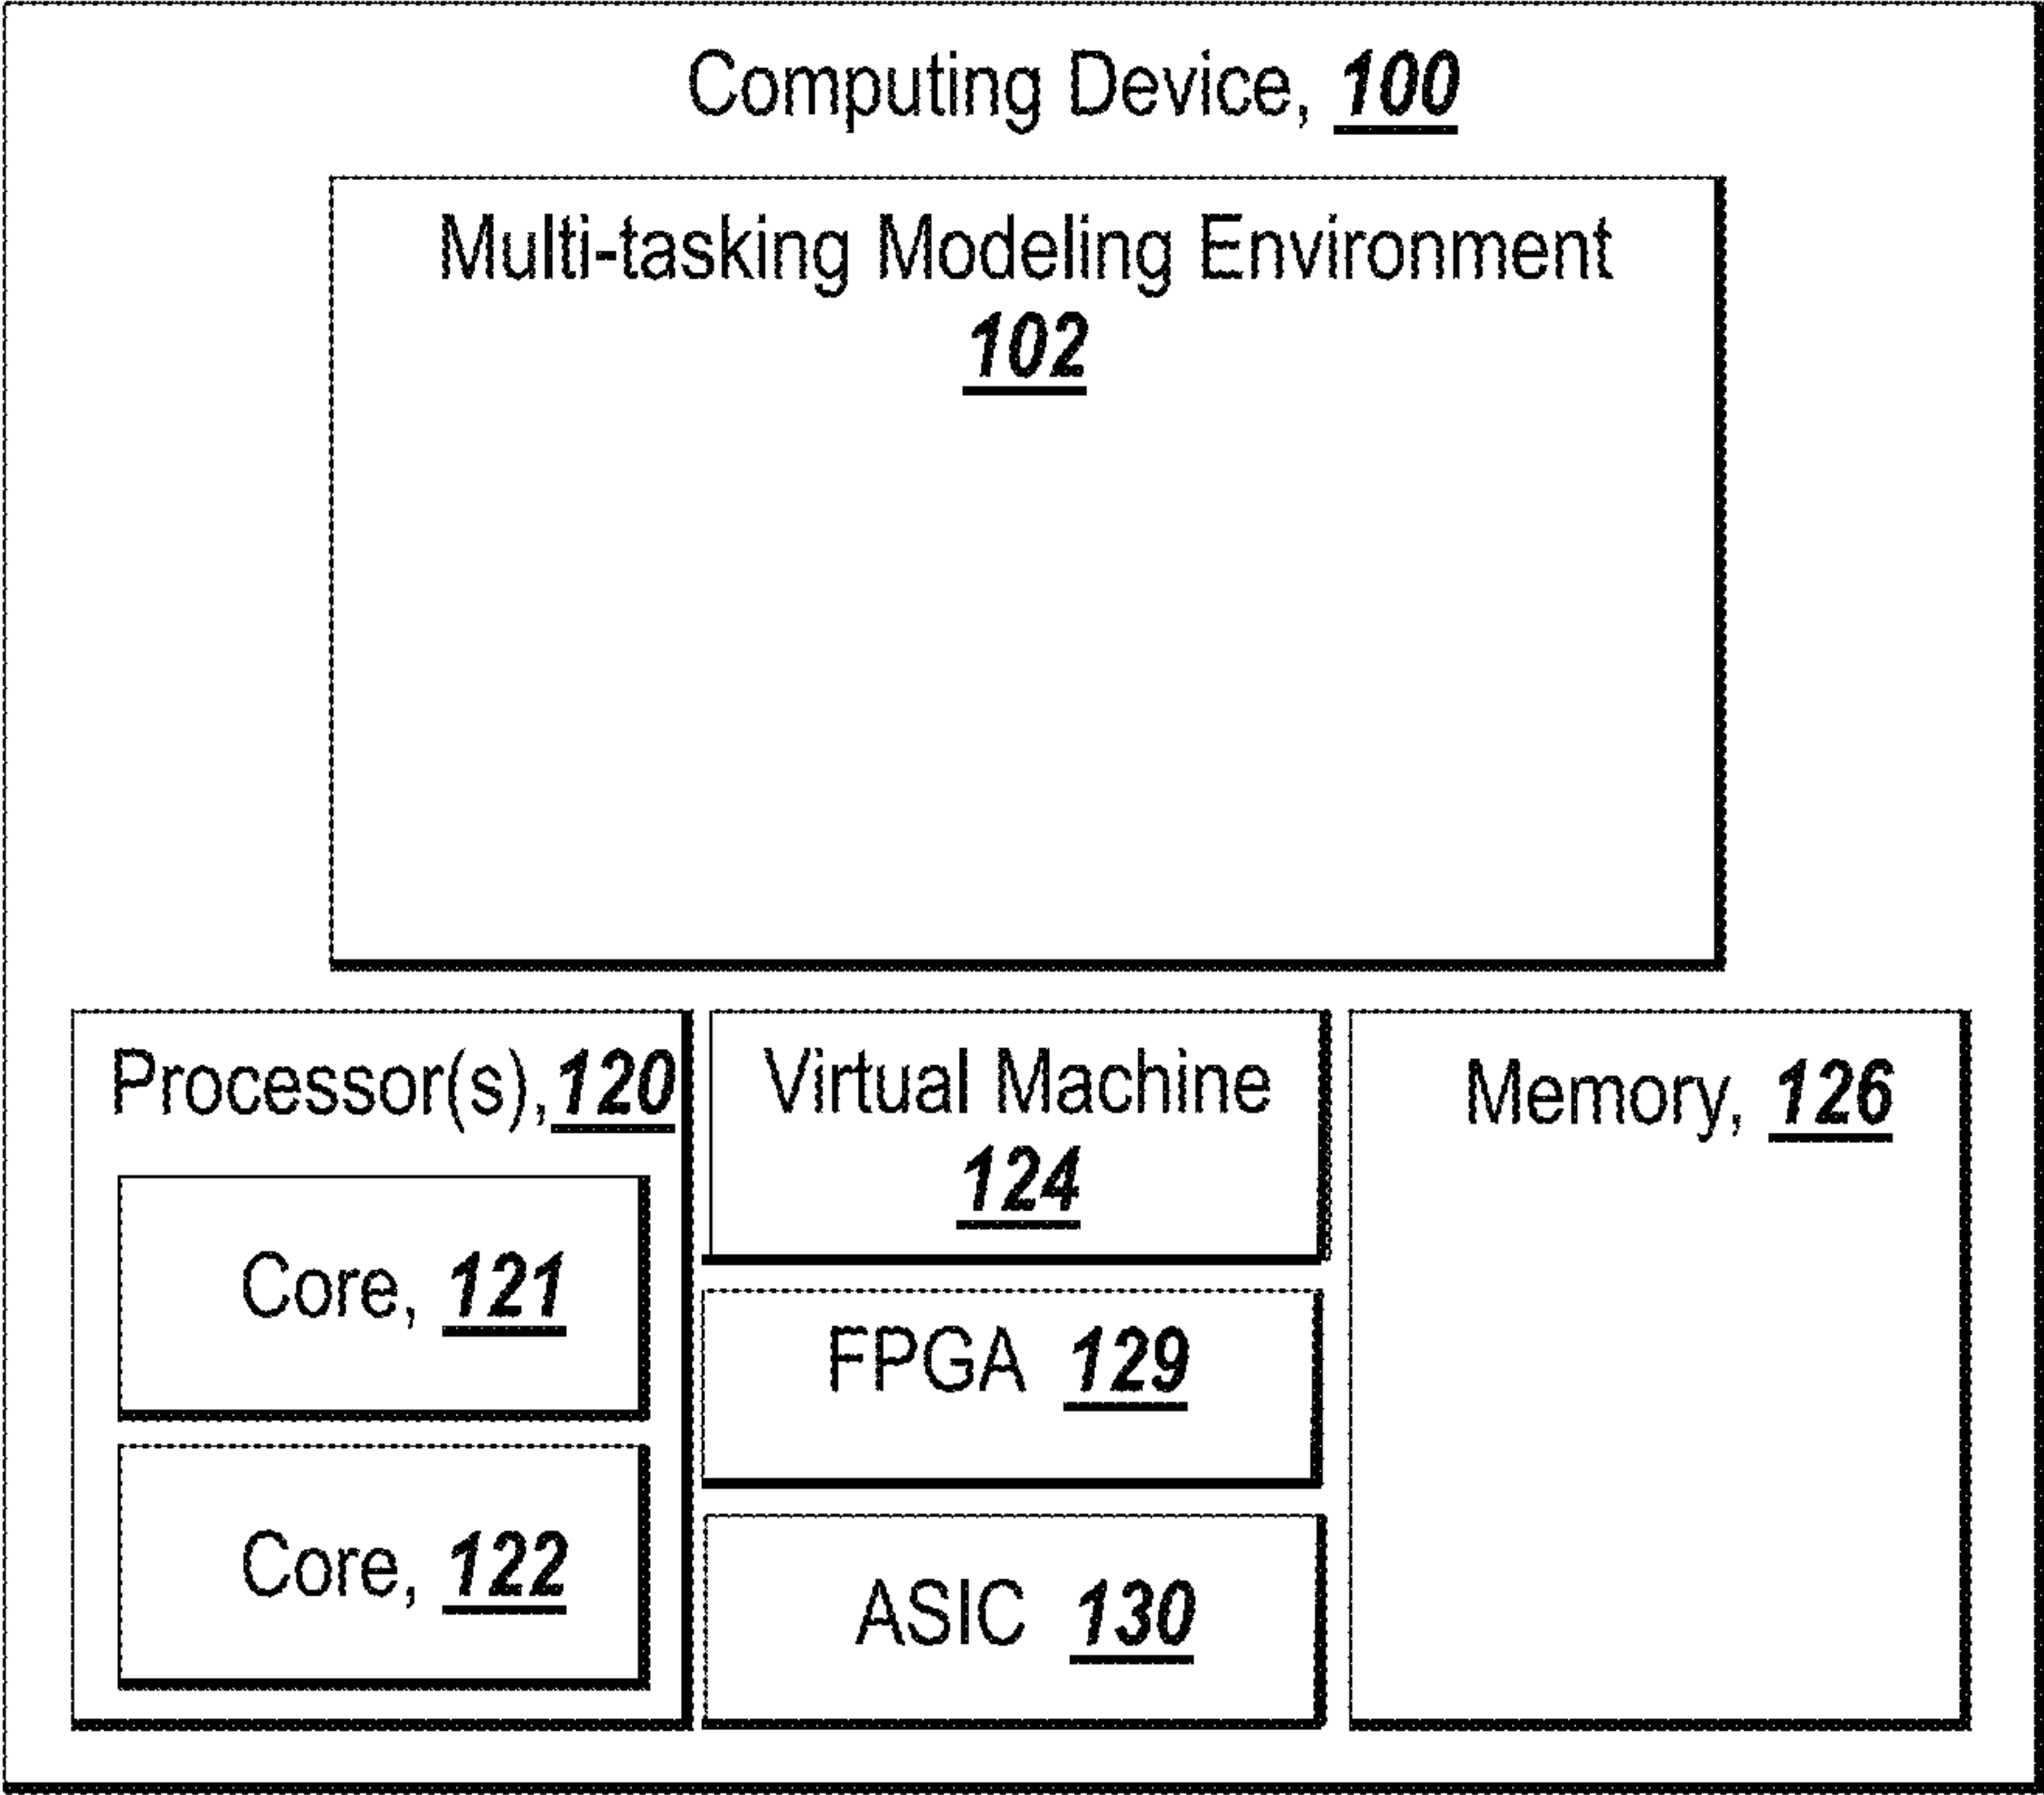 Computing Device, 100
Multi-tasking Modeling Environment
102
Processor(s), 120
Core, 121
Core, 122
Virtual Machine
124
FPGA 129
ASIC 130
Memory, 126